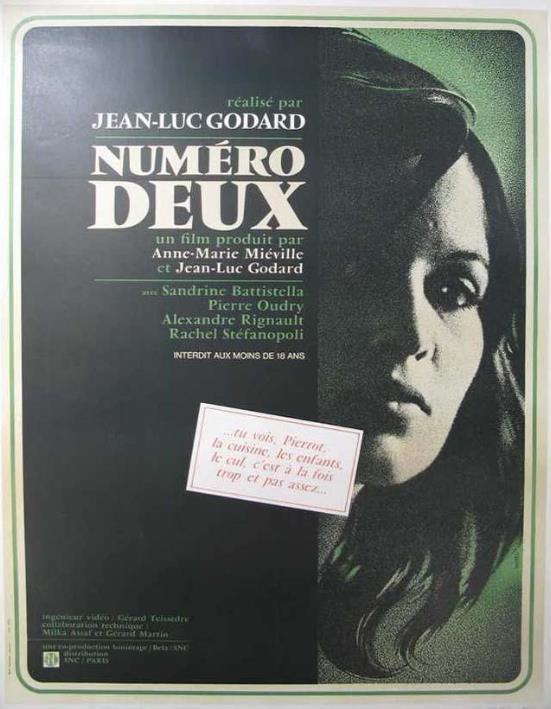 réalisé par
JEAN-LUC GODARD
NUMÉRO
DEUX
un film produit par
Anne-Marie Miéville
et Jean-Luc Godard
avec Sandrine Battistella
Pierre Oudry
Alexandre Rignault
Rachel Stéfanopoli
INTERDIT AUX MOINS DE 18 ANS
...tu vois, Pierrot,
la cuisine, les enfants,
le cul, c'est à la fois
trop et pas assez...
ingénieur vidéo / Gérard Teissèdre
collaboration technique :
Milka Assaf et Gérard Martin
une co-production Sonimage / Bela / SNC
distribution
SNC / PARIS